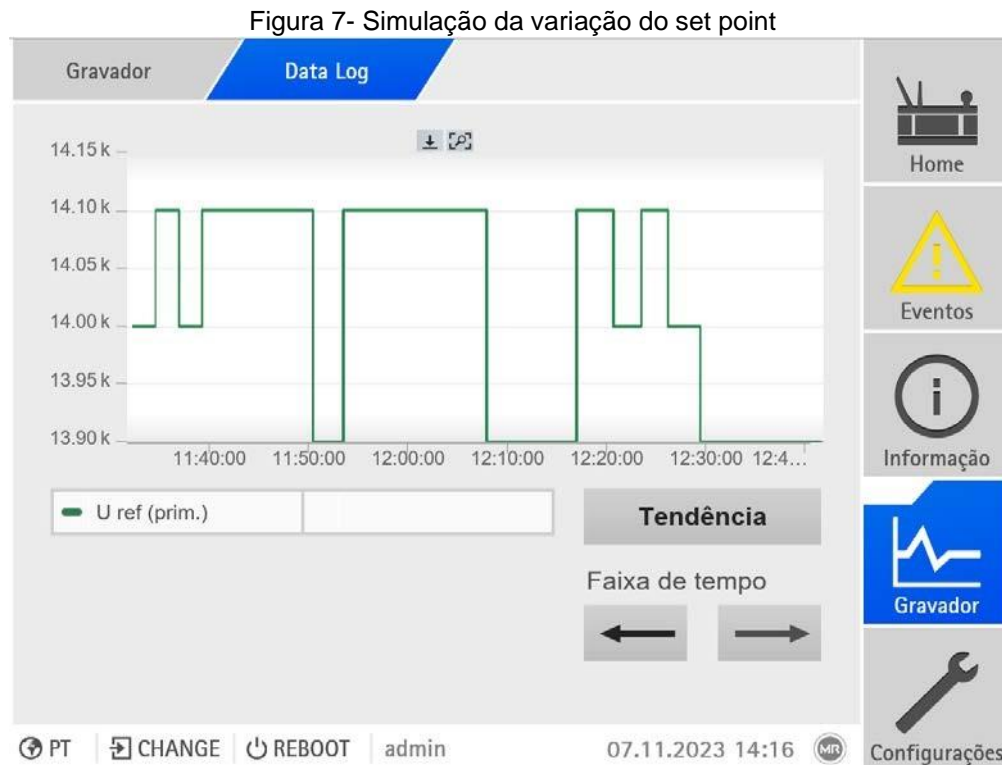 Figura 7- Simulação da variação do set point
Gravador
Data Log
14.15 k
14.10 k
14.05 k
14.00 k
13.95 k
13.90 k
11:40:00 11:50:00 12:00:00 12:10:00 12:20:00 12:30:00 12:4...
U ref (prim.)
Tendência
Faixa de tempo
Home
Eventos
Informação
Gravador
Configurações
PT CHANGE REBOOT admin 07.11.2023 14:16 MR